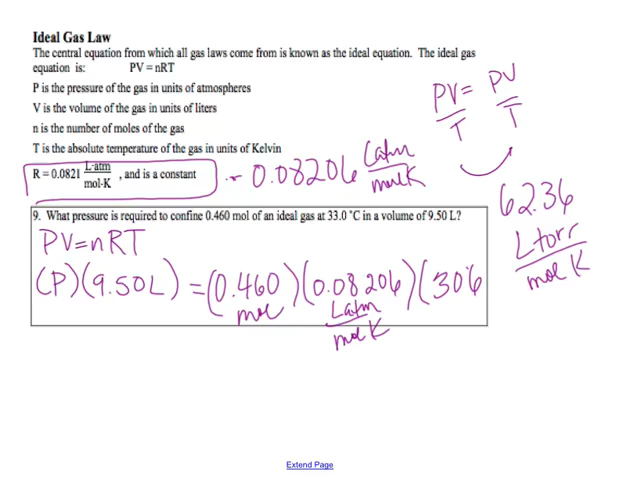 Ideal Gas Law
The central equation from which all gas laws come from is known as the ideal equation. The ideal gas
equation is: PV = nRT
P is the pressure of the gas in units of atmospheres
V is the volume of the gas in units of liters
n is the number of moles of the gas
T is the absolute temperature of the gas in units of Kelvin
R = 0.0821 L-atm/mol-K , and is a constant
0.08206 Latm/molK
PV/T = PV/T
62.36
L torr/mol K
9. What pressure is required to confine 0.460 mol of an ideal gas at 33.0 °C in a volume of 9.50 L?
PV=nRT
(P)(9.50L) = (0.460 mol)(0.08206 Latm/molK)(306
Extend Page